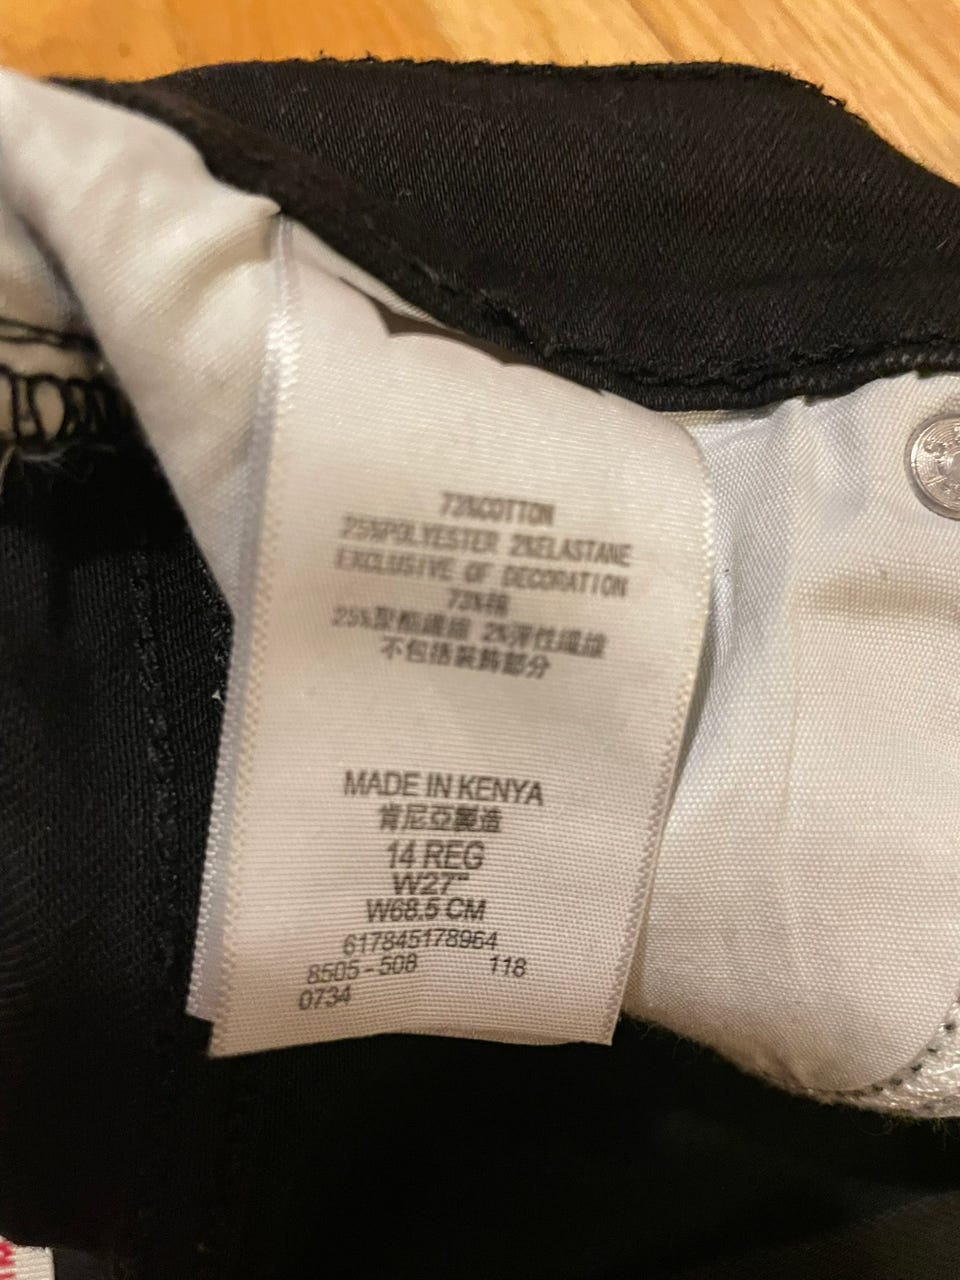 73%COTTON
25%POLYESTER 2%ELASTANE
EXCLUSIVE OF DECORATION
73%棉
25%聚酯纖維 2%彈性纖維
不包括裝飾部分
MADE IN KENYA
肯尼亞製造
14 REG
W27"
W68.5 CM
617845178964
8505 - 508 118
0734